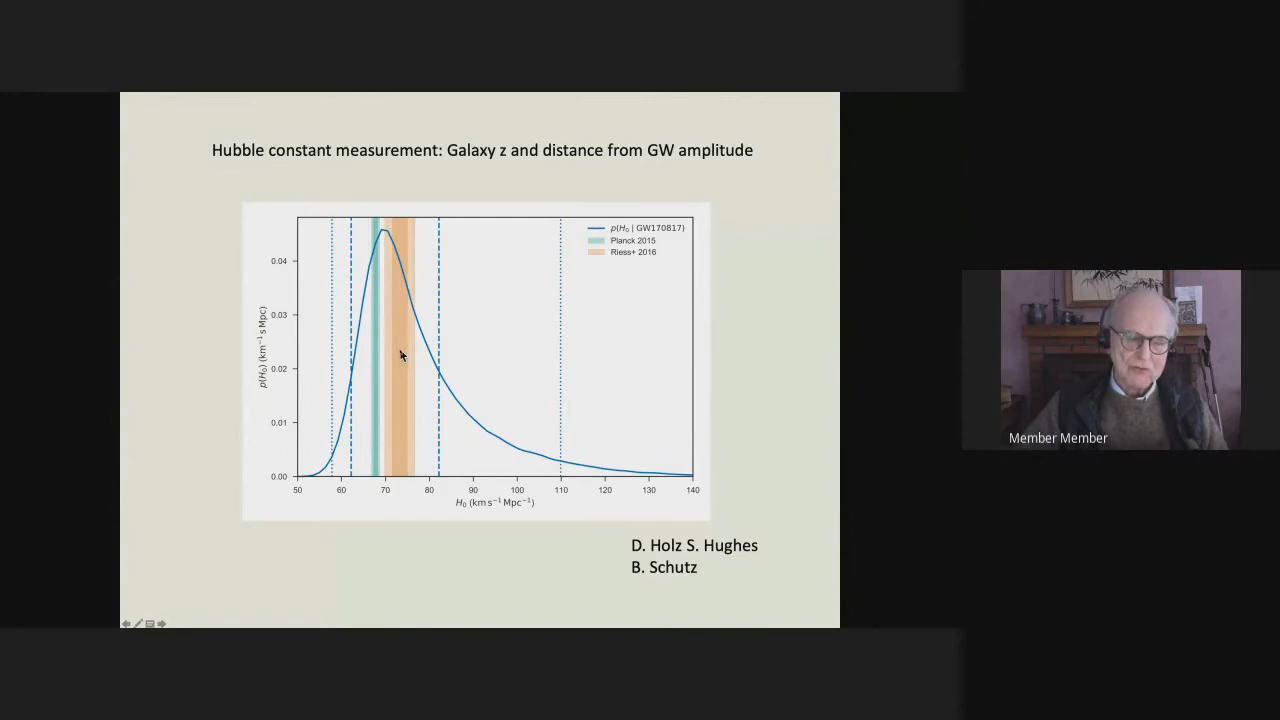 Hubble constant measurement: Galaxy z and distance from GW amplitude
p(H₀ | GW170817)
Planck 2015
Riess+ 2016
0.04
0.03
0.02
0.01
0.00
p(H₀) (km⁻¹ s Mpc)
50 60 70 80 90 100 110 120 130 140
H₀ (km s⁻¹ Mpc⁻¹)
D. Holz S. Hughes
B. Schutz
Member Member